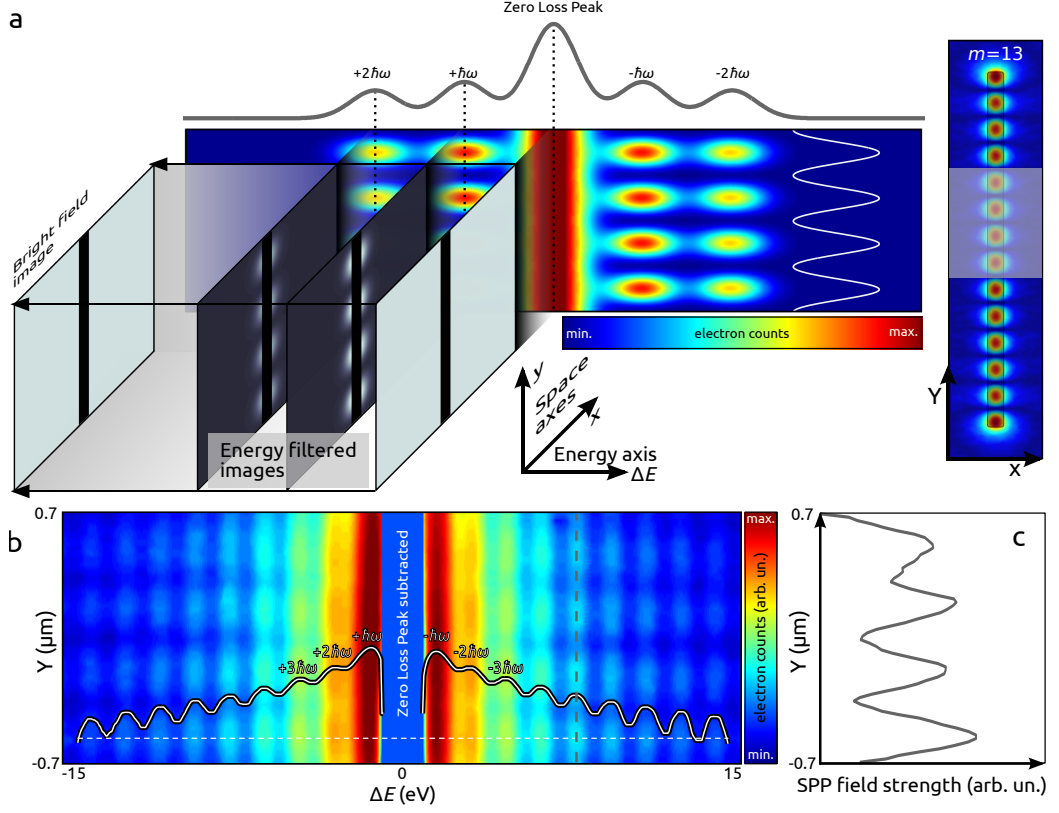 a
Zero Loss Peak
+2ħω
+ħω
-ħω
-2ħω
m=13
Bright field
image
min.
electron counts
max.
y
Space
axes
x
Energy axis
ΔE
Energy filtered
images
Y
x
b
0.7
Y (μm)
-0.7
Zero Loss Peak subtracted
+ħω
+2ħω
+3ħω
-ħω
-2ħω
-3ħω
-15
0
15
ΔE (eV)
max.
electron counts (arb. un.)
min.
c
0.7
Y (μm)
-0.7
SPP field strength (arb. un.)